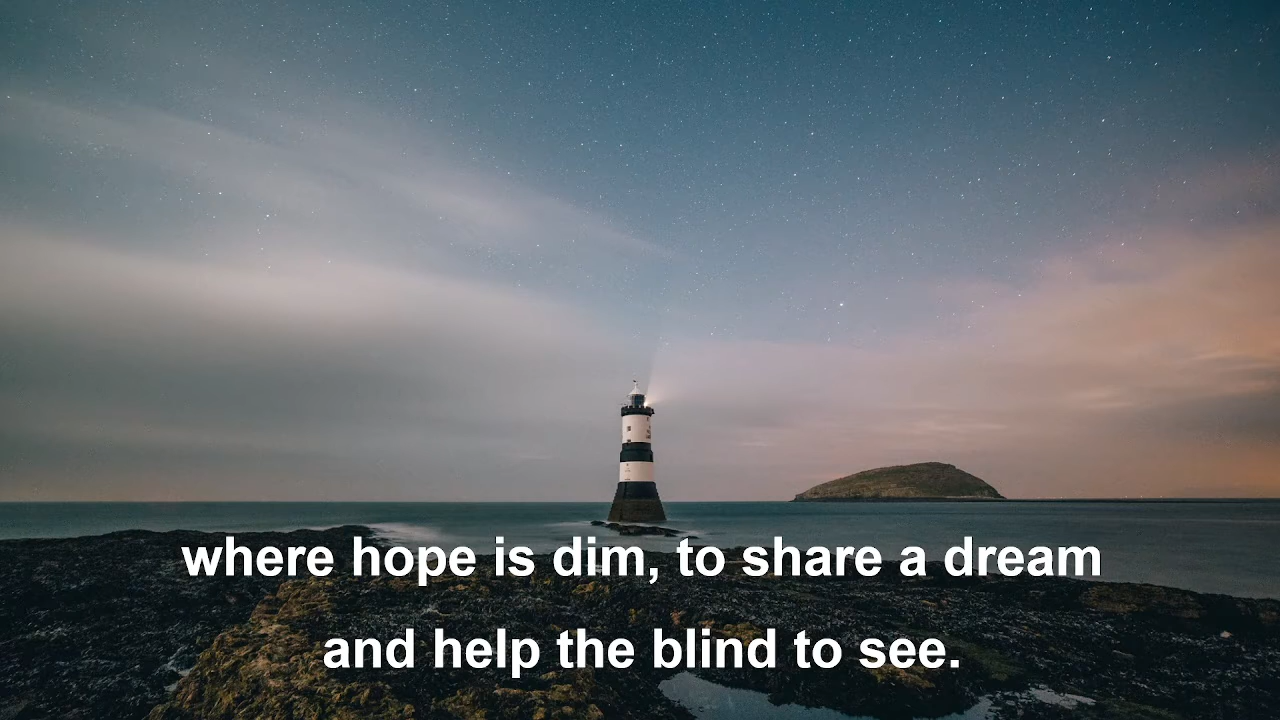 where hope is dim, to share a dream
and help the blind to see.